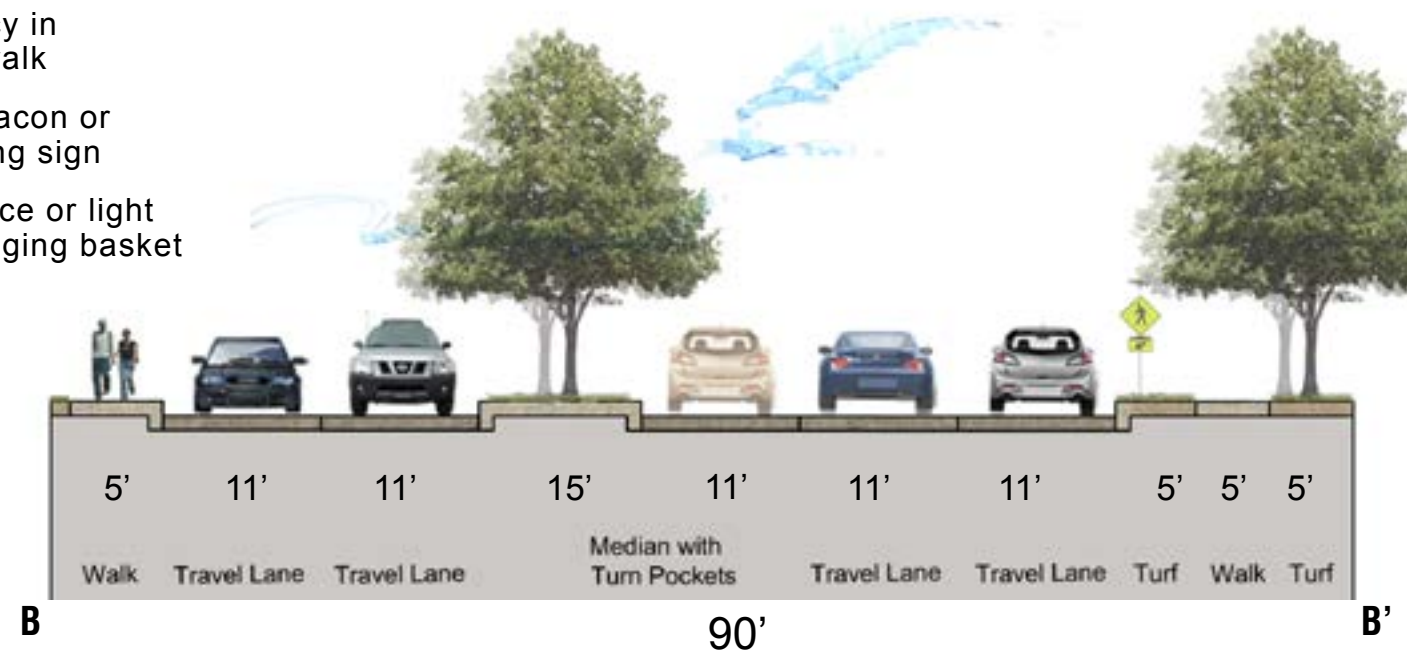 cy in
alk
acon or
ng sign
ce or light
ging basket
5’ 11’ 11’ 15’ 11’ 11’ 11’ 5’ 5’ 5’
Walk Travel Lane Travel Lane Median with Turn Pockets Travel Lane Travel Lane Turf Walk Turf
B 90’ B’